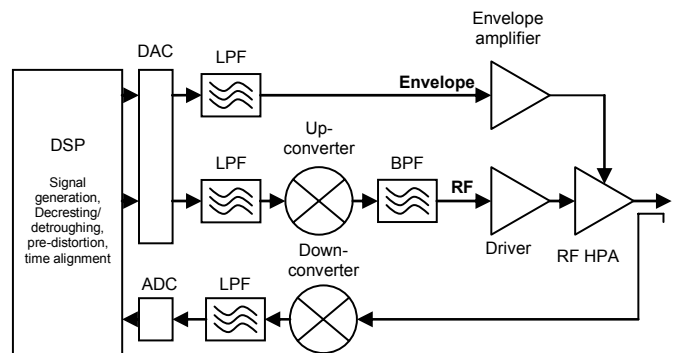 Envelope
amplifier
DAC
LPF
Envelope
DSP
Signal
generation,
Decresting/
detroughing,
pre-distortion,
time alignment
LPF
Up-
converter
BPF
RF
Driver
RF HPA
Down-
converter
ADC
LPF